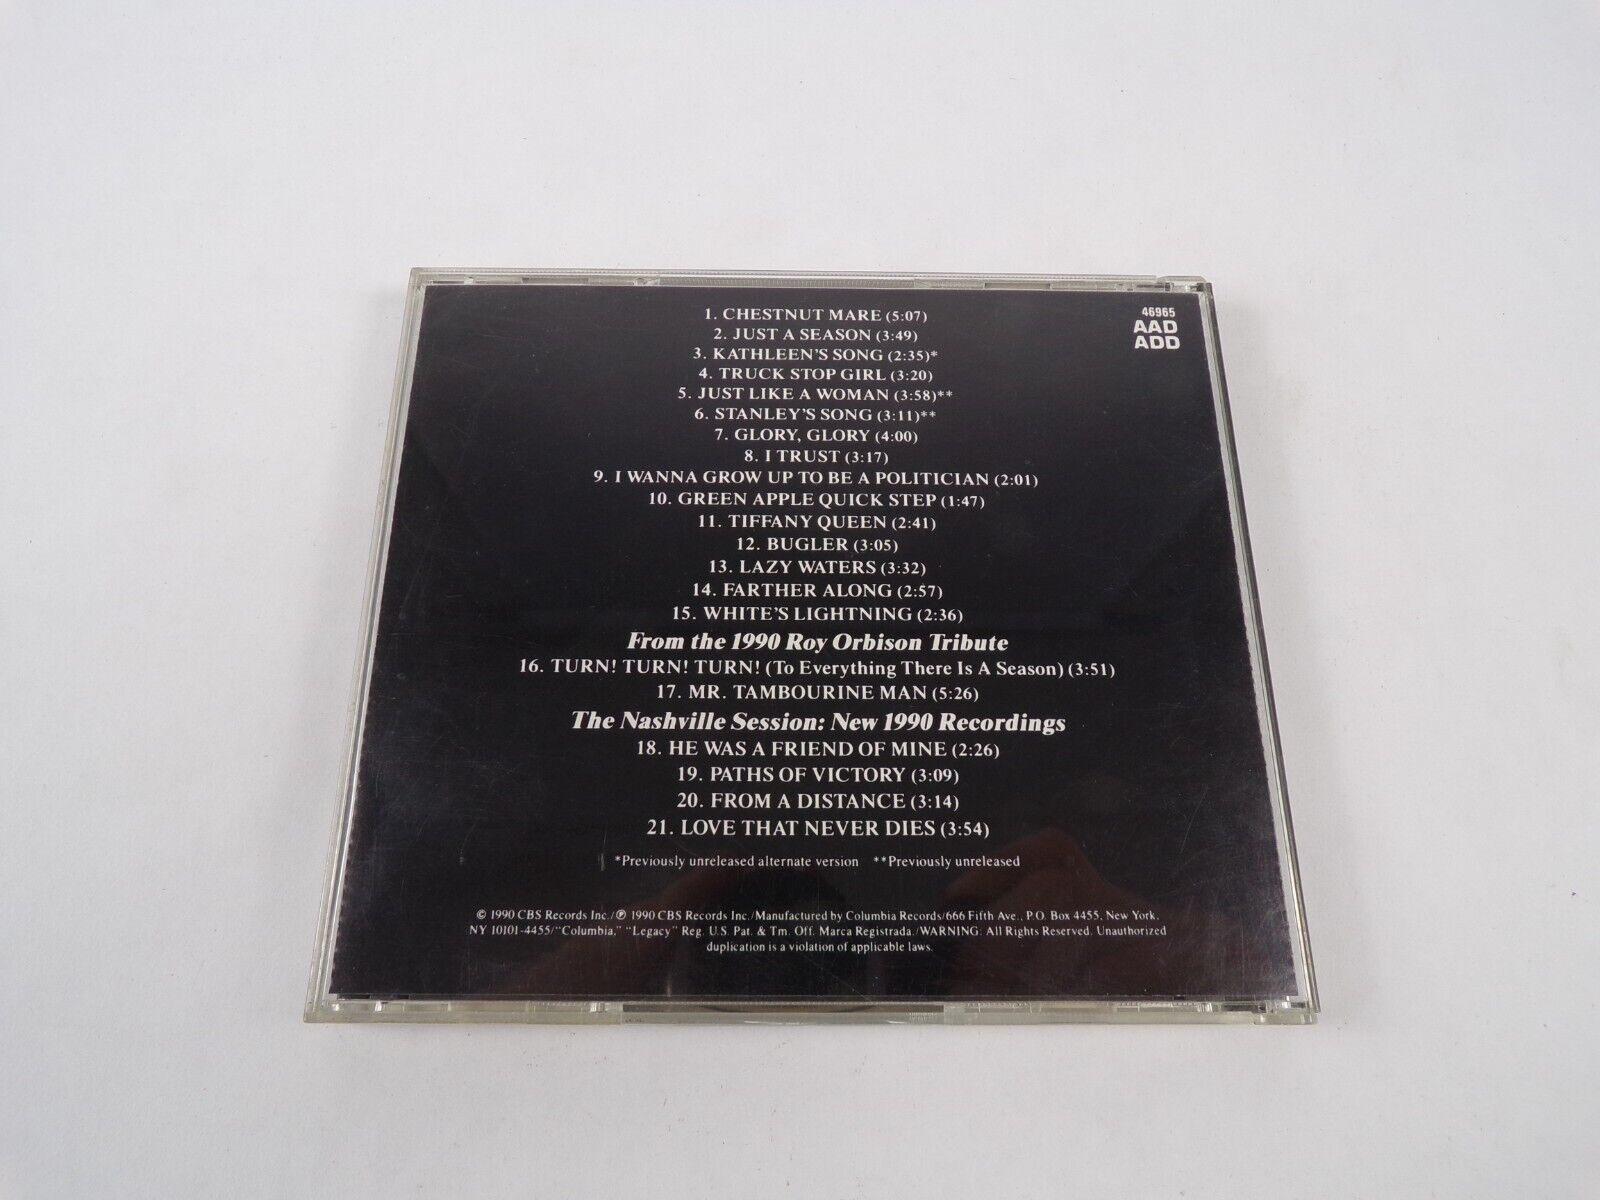 1. CHESTNUT MARE (5:07)
2. JUST A SEASON (3:49)
3. KATHLEEN'S SONG (2:35)*
4. TRUCK STOP GIRL (3:20)
5. JUST LIKE A WOMAN (3:58)**
6. STANLEY'S SONG (3:11)**
7. GLORY, GLORY (4:00)
8. I TRUST (3:17)
9. I WANNA GROW UP TO BE A POLITICIAN (2:01)
10. GREEN APPLE QUICK STEP (1:47)
11. TIFFANY QUEEN (2:41)
12. BUGLER (3:05)
13. LAZY WATERS (3:32)
14. FARTHER ALONG (2:57)
15. WHITE'S LIGHTNING (2:36)
From the 1990 Roy Orbison Tribute
16. TURN! TURN! TURN! (To Everything There Is A Season) (3:51)
17. MR. TAMBOURINE MAN (5:26)
The Nashville Session: New 1990 Recordings
18. HE WAS A FRIEND OF MINE (2:26)
19. PATHS OF VICTORY (3:09)
20. FROM A DISTANCE (3:14)
21. LOVE THAT NEVER DIES (3:54)
*Previously unreleased alternate version **Previously unreleased
© 1990 CBS Records Inc./℗ 1990 CBS Records Inc./Manufactured by Columbia Records/666 Fifth Ave., P.O. Box 4455, New York,
NY 10101-4455/"Columbia," "Legacy" Reg. U.S. Pat. & Tm. Off. Marca Registrada./WARNING: All Rights Reserved. Unauthorized
duplication is a violation of applicable laws.
46965
AAD
ADD